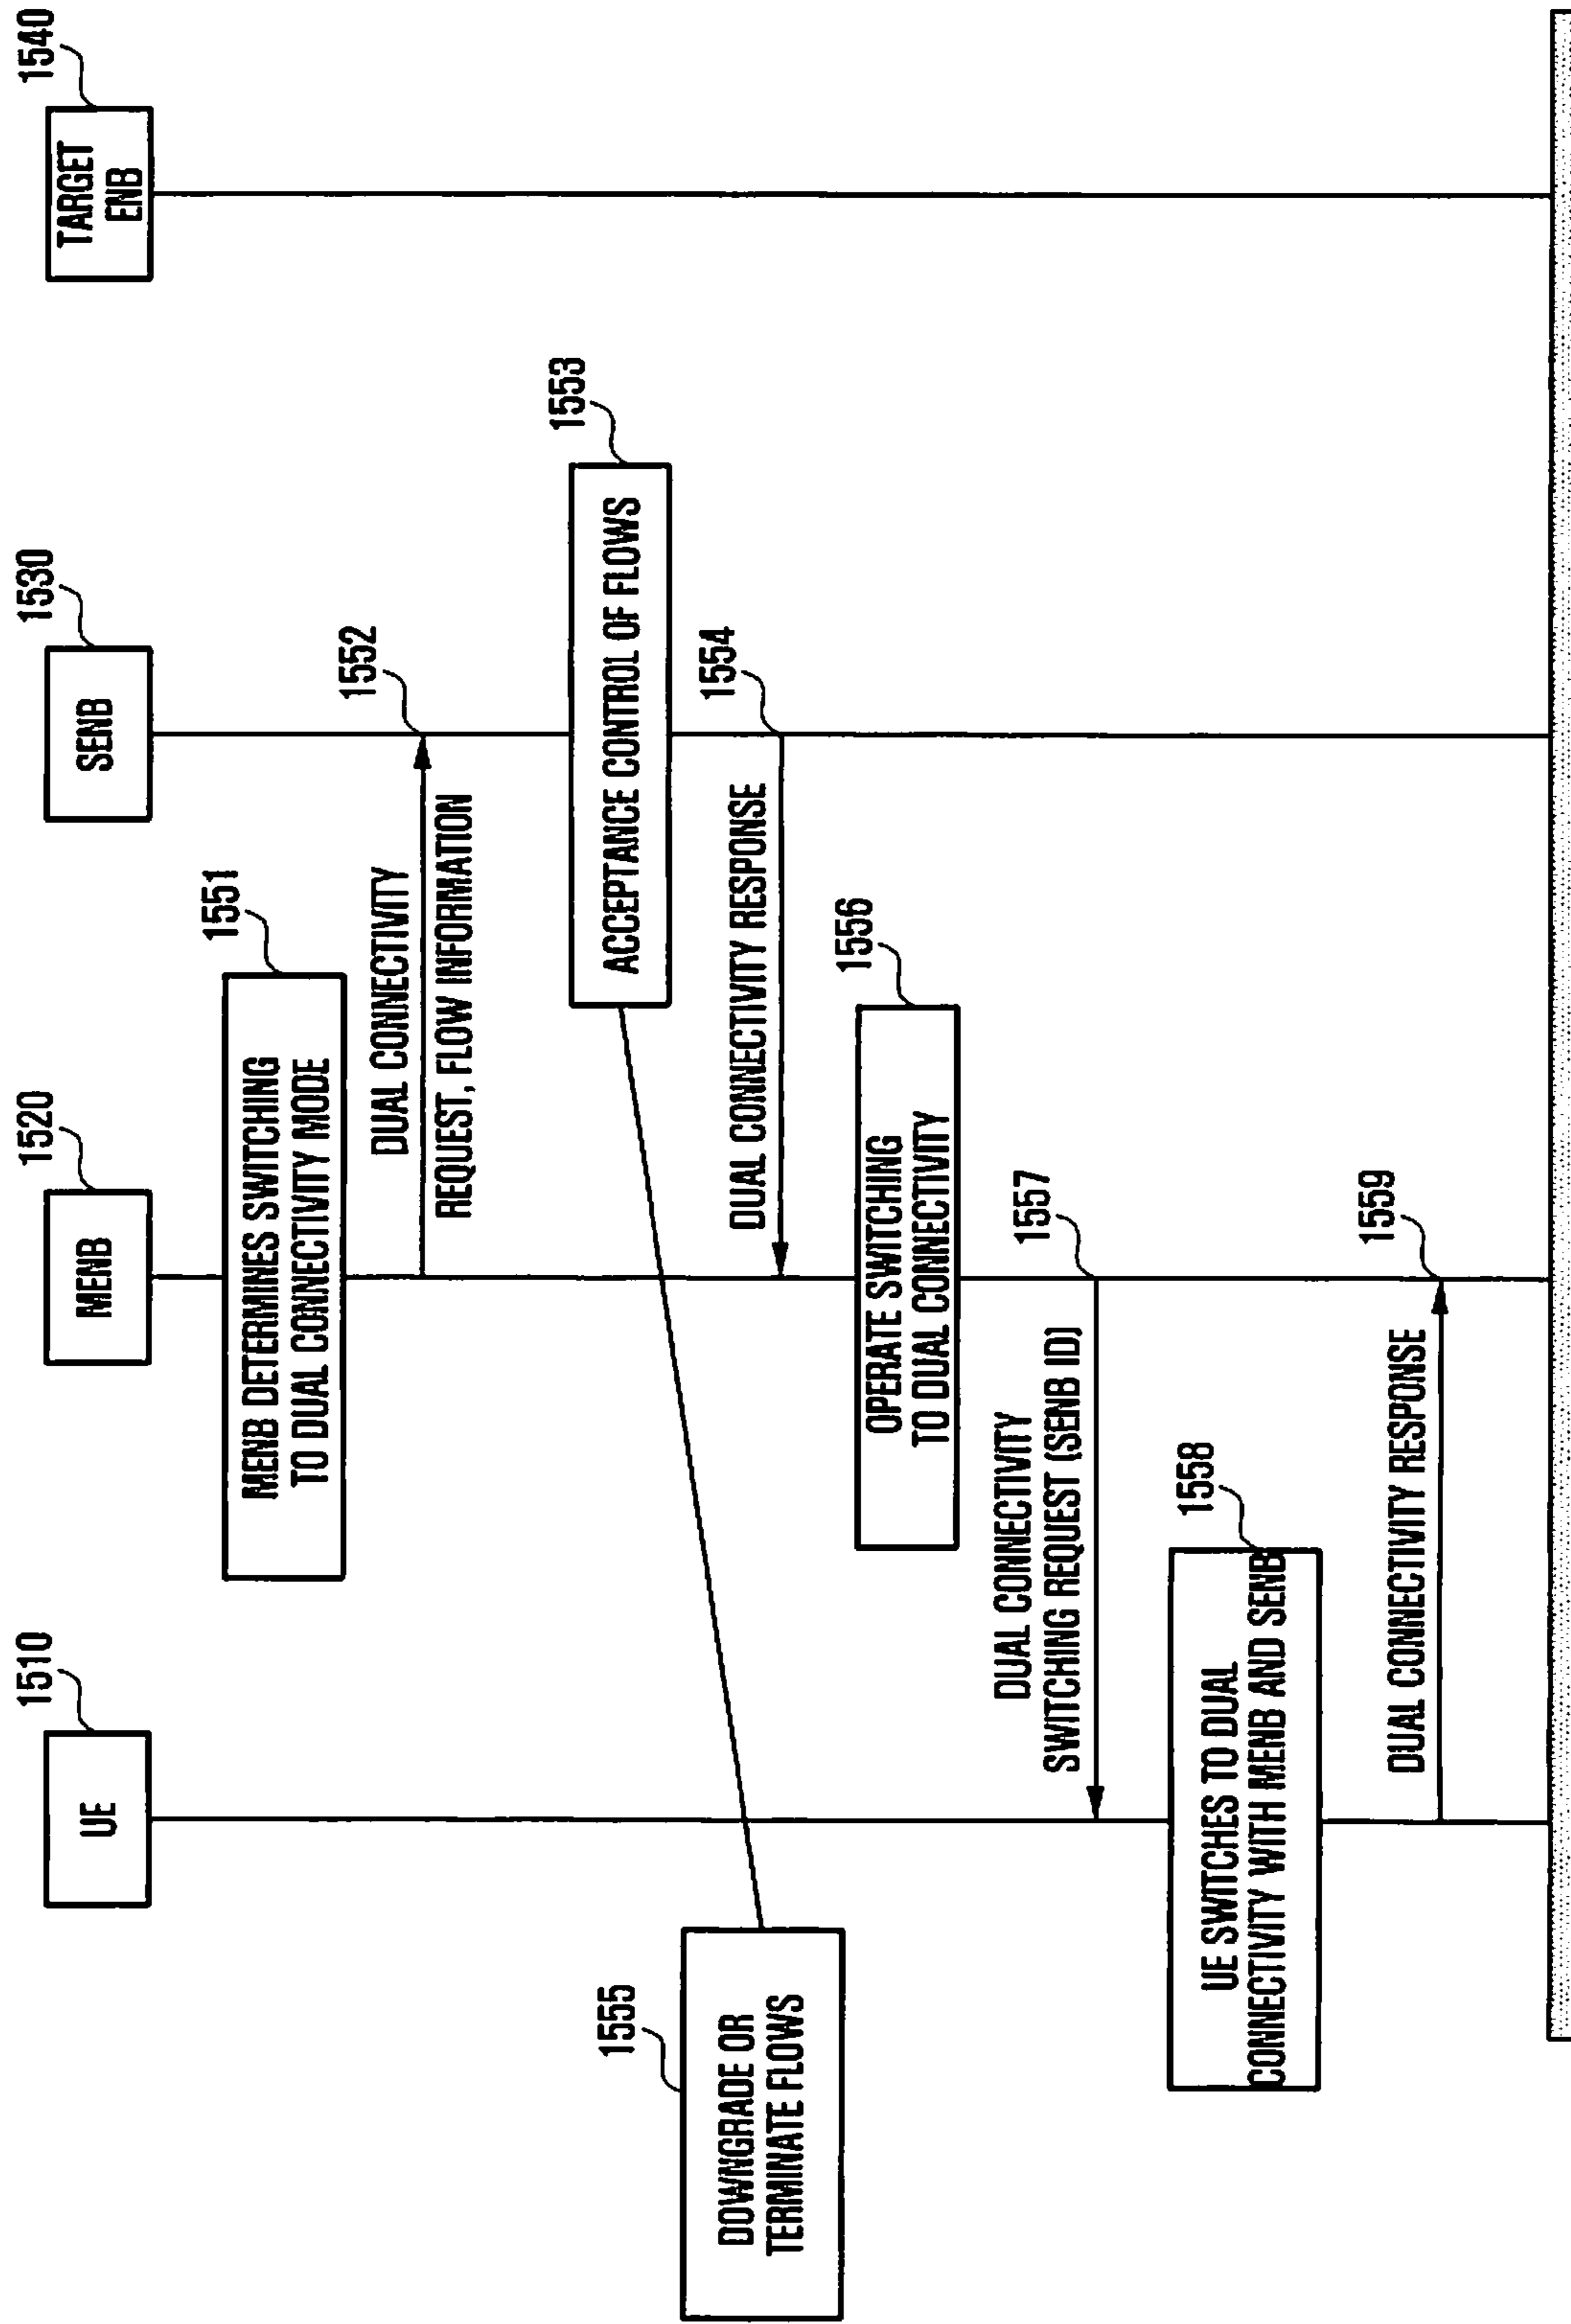 UE
1510
MENB
1520
SENB
1530
TARGET
ENB
1540
MENB DETERMINES SWITCHING
TO DUAL CONNECTIVITY MODE
1551
DUAL CONNECTIVITY
REQUEST, FLOW INFORMATION
1552
ACCEPTANCE CONTROL OF FLOWS
1553
DOWNGRADE OR
TERMINATE FLOWS
1555
DUAL CONNECTIVITY RESPONSE
1554
OPERATE SWITCHING
TO DUAL CONNECTIVITY
1556
DUAL CONNECTIVITY
SWITCHING REQUEST (SENB ID)
1557
UE SWITCHES TO DUAL
CONNECTIVITY WITH MENB AND SENB
1558
DUAL CONNECTIVITY RESPONSE
1559